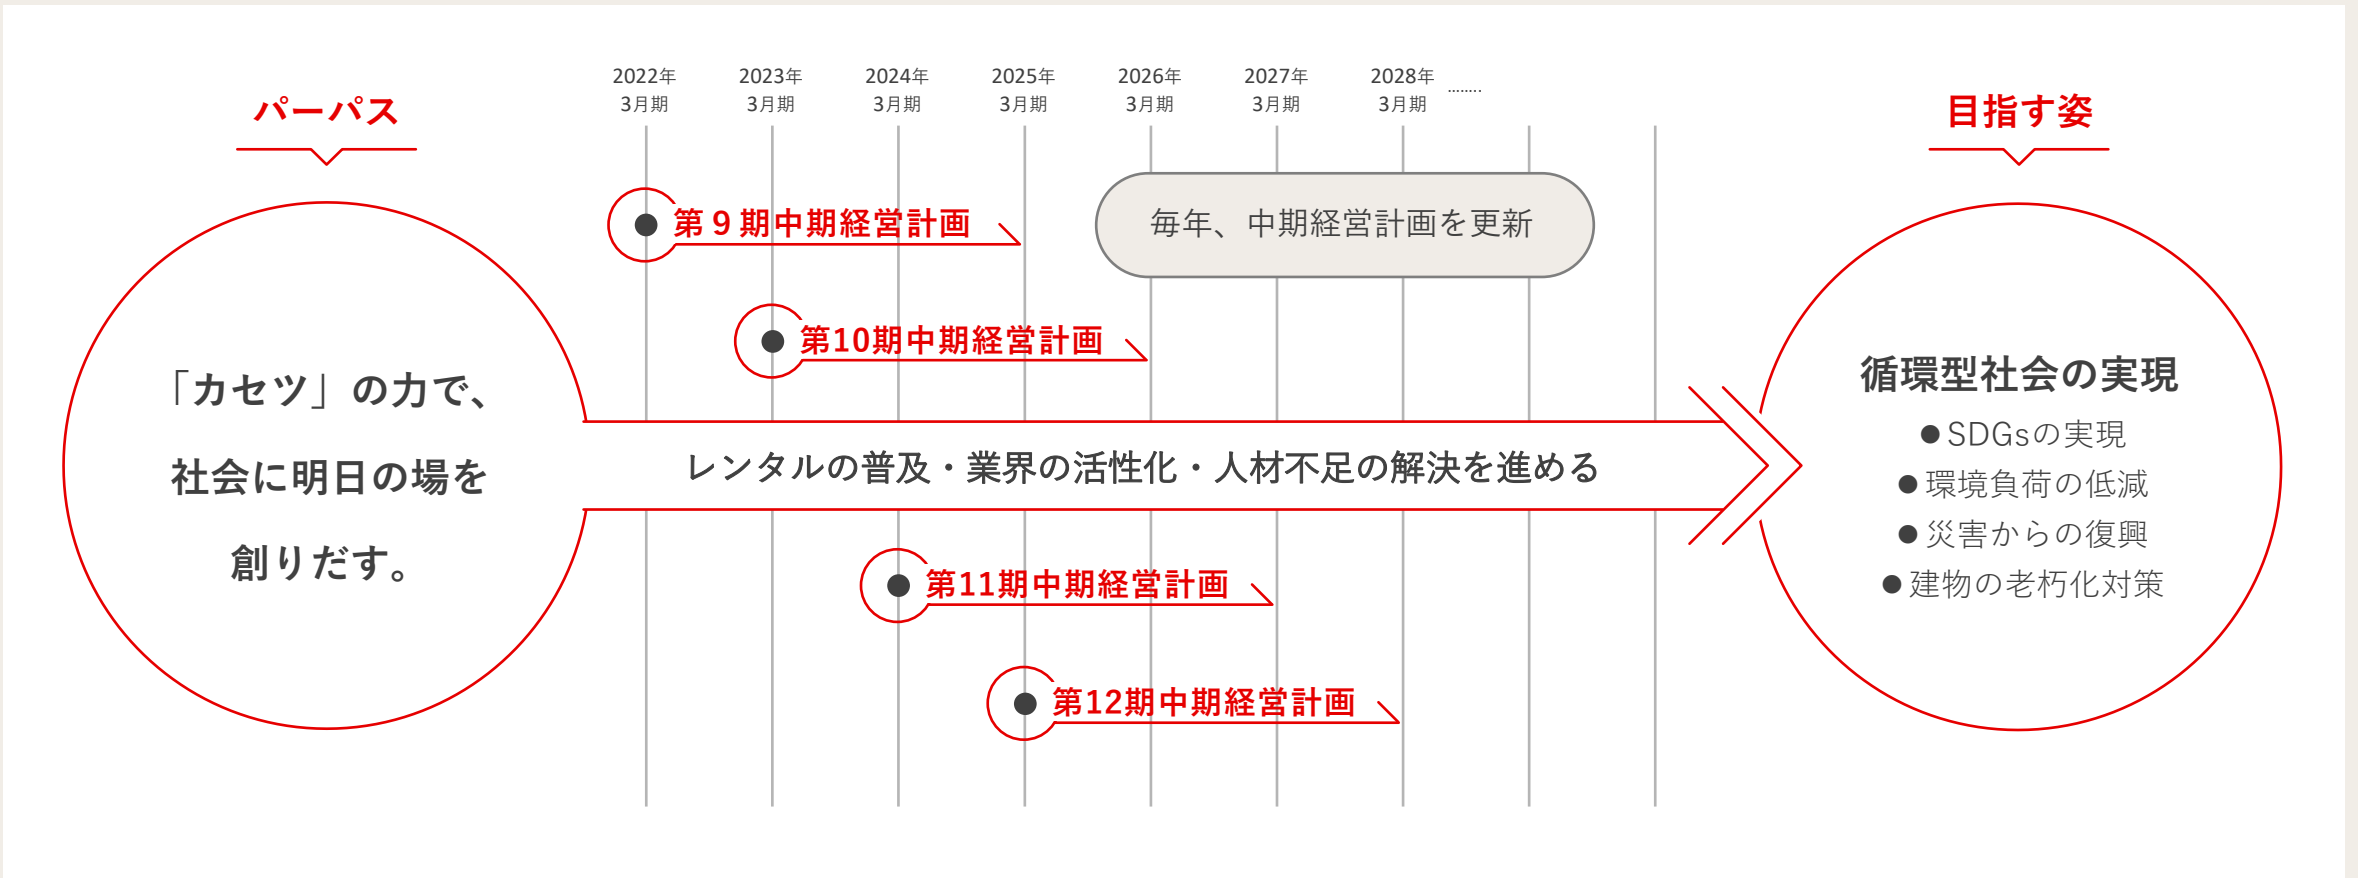 パーパス
「カセツ」の力で、
社会に明日の場を
創りだす。
2022年
3月期
2023年
3月期
2024年
3月期
2025年
3月期
2026年
3月期
2027年
3月期
2028年
3月期
........
第９期中期経営計画
毎年、中期経営計画を更新
第10期中期経営計画
レンタルの普及・業界の活性化・人材不足の解決を進める
第11期中期経営計画
第12期中期経営計画
目指す姿
循環型社会の実現
●SDGsの実現
●環境負荷の低減
●災害からの復興
●建物の老朽化対策